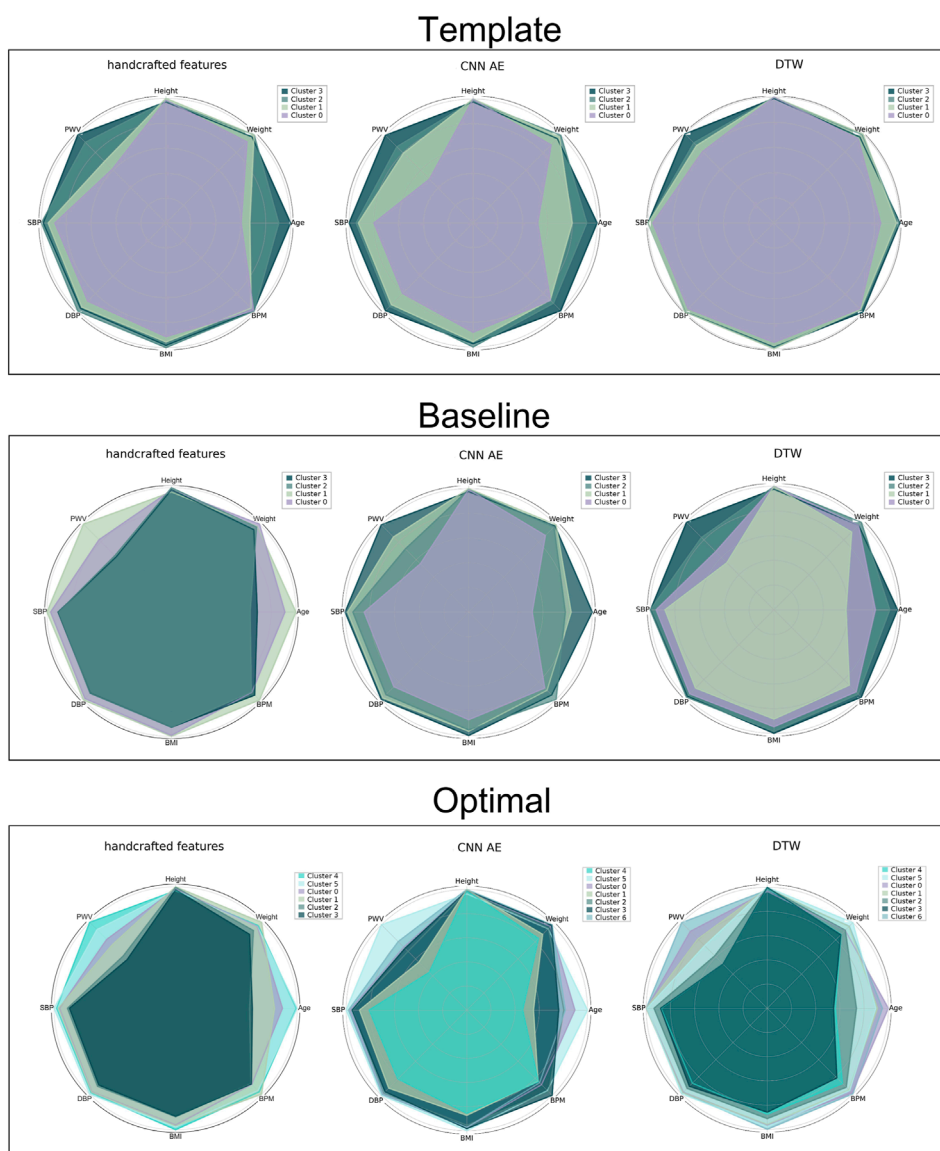 Template
handcrafted features
CNN AE
DTW
Height
Weight
Age
BPM
BMI
DBP
SBP
PWV
Cluster 3
Cluster 2
Cluster 1
Cluster 0
Height
Weight
Age
BPM
BMI
DBP
SBP
PWV
Cluster 3
Cluster 2
Cluster 1
Cluster 0
Height
Weight
Age
BPM
BMI
DBP
SBP
PWV
Cluster 3
Cluster 2
Cluster 1
Cluster 0
Baseline
handcrafted features
CNN AE
DTW
Height
Weight
Age
BPM
BMI
DBP
SBP
PWV
Cluster 3
Cluster 2
Cluster 1
Cluster 0
Height
Weight
Age
BPM
BMI
DBP
SBP
PWV
Cluster 3
Cluster 2
Cluster 1
Cluster 0
Height
Weight
Age
BPM
BMI
DBP
SBP
PWV
Cluster 3
Cluster 2
Cluster 1
Cluster 0
Optimal
handcrafted features
CNN AE
DTW
Height
Weight
Age
BPM
BMI
DBP
SBP
PWV
Cluster 4
Cluster 5
Cluster 0
Cluster 1
Cluster 2
Cluster 3
Height
Weight
Age
BPM
BMI
DBP
SBP
PWV
Cluster 4
Cluster 5
Cluster 0
Cluster 1
Cluster 2
Cluster 3
Cluster 6
Height
Weight
Age
BPM
BMI
DBP
SBP
PWV
Cluster 4
Cluster 5
Cluster 0
Cluster 1
Cluster 2
Cluster 3
Cluster 6